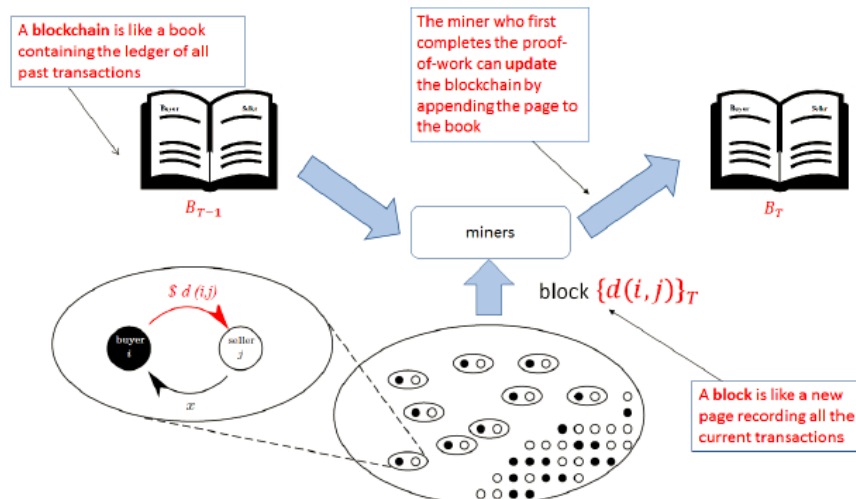 A blockchain is like a book
containing the ledger of all
past transactions
The miner who first
completes the proof-
of-work can update
the blockchain by
appending the page to
the book
Buyer Seller
Buyer Seller
B_{T-1}
B_T
miners
block {d(i,j)}_T
$ d (i,j)
buyer
i
seller
j
x
A block is like a new
page recording all the
current transactions